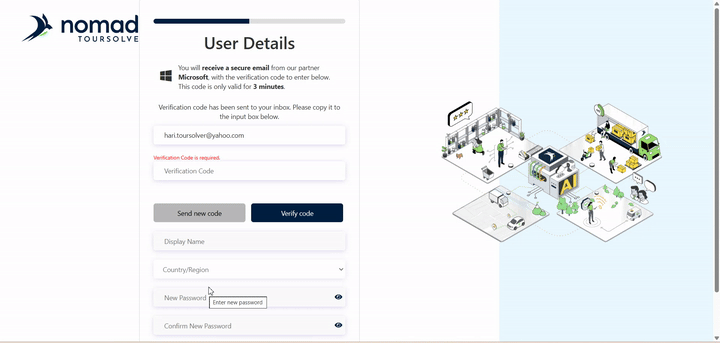 nomad
TOURSOLVE
User Details
You will receive a secure email from our partner
Microsoft, with the verification code to enter below.
This code is only valid for 3 minutes.
Verification code has been sent to your inbox. Please copy it to
the input box below.
hari.toursolver@yahoo.com
Verification Code is required.
Verification Code
Send new code
Verify code
Display Name
Country/Region
New Password
Enter new password
Confirm New Password
AI